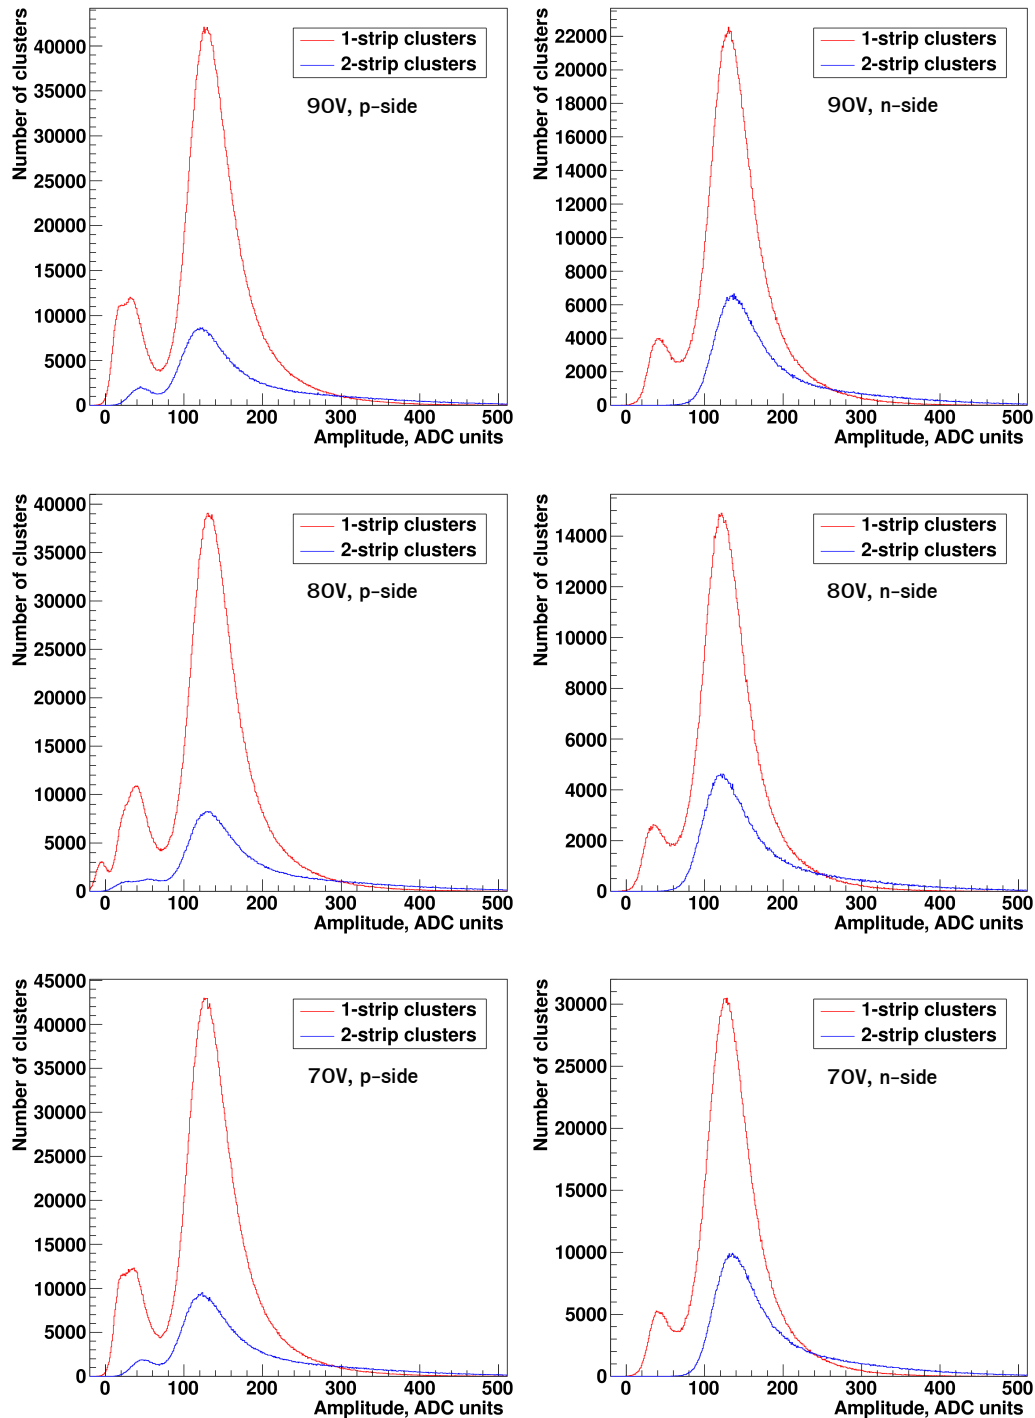 Number of clusters
40000
35000
30000
25000
20000
15000
10000
5000
0
1-strip clusters
2-strip clusters
90V, p-side
0 100 200 300 400 500
Amplitude, ADC units
Number of clusters
22000
20000
18000
16000
14000
12000
10000
8000
6000
4000
2000
0
1-strip clusters
2-strip clusters
90V, n-side
0 100 200 300 400 500
Amplitude, ADC units
Number of clusters
40000
35000
30000
25000
20000
15000
10000
5000
0
1-strip clusters
2-strip clusters
80V, p-side
0 100 200 300 400 500
Amplitude, ADC units
Number of clusters
14000
12000
10000
8000
6000
4000
2000
0
1-strip clusters
2-strip clusters
80V, n-side
0 100 200 300 400 500
Amplitude, ADC units
Number of clusters
45000
40000
35000
30000
25000
20000
15000
10000
5000
0
1-strip clusters
2-strip clusters
70V, p-side
0 100 200 300 400 500
Amplitude, ADC units
Number of clusters
30000
25000
20000
15000
10000
5000
0
1-strip clusters
2-strip clusters
70V, n-side
0 100 200 300 400 500
Amplitude, ADC units